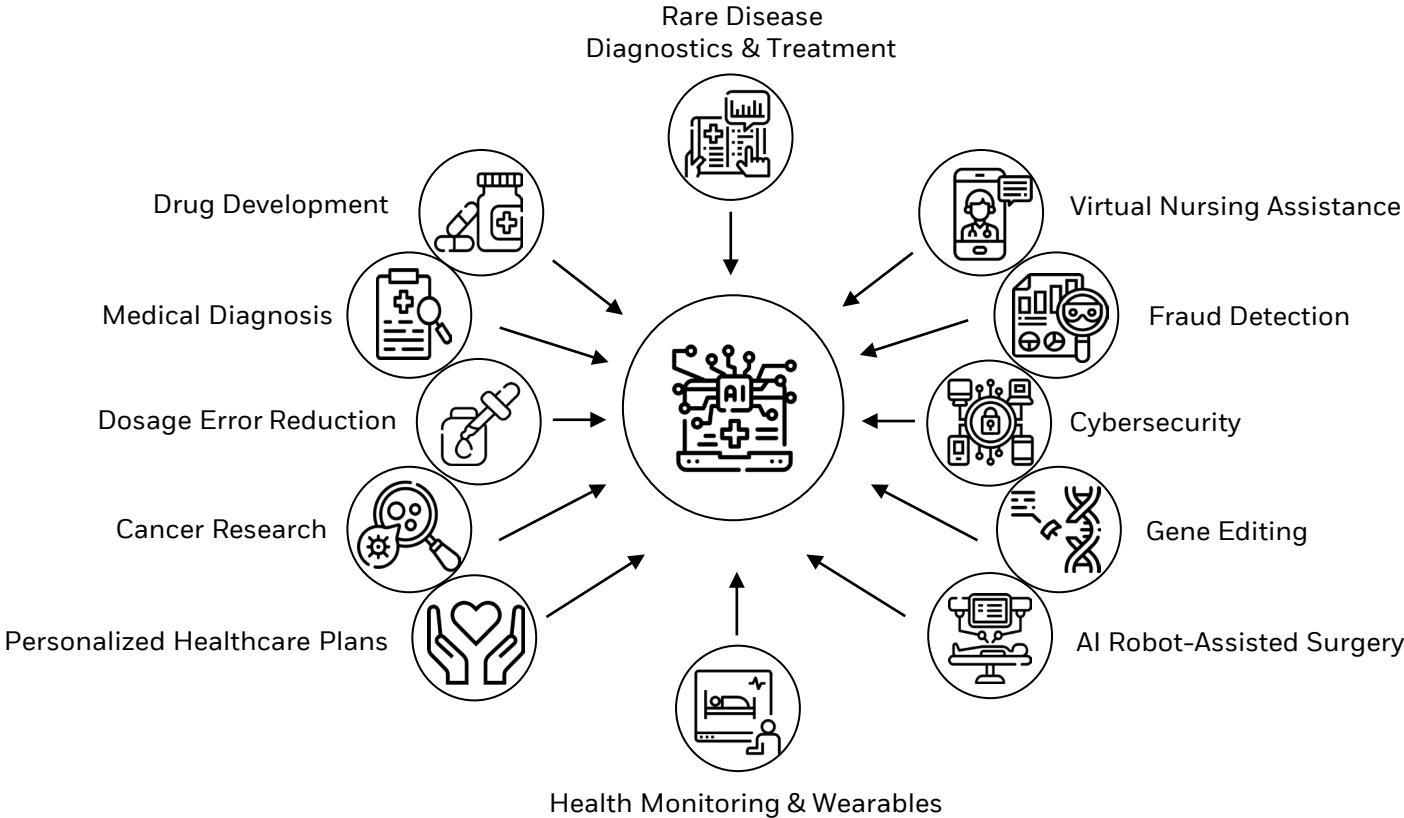 Rare Disease
Diagnostics & Treatment
Drug Development
Virtual Nursing Assistance
Medical Diagnosis
Fraud Detection
AI
Dosage Error Reduction
Cybersecurity
Cancer Research
Gene Editing
Personalized Healthcare Plans
AI Robot-Assisted Surgery
Health Monitoring & Wearables